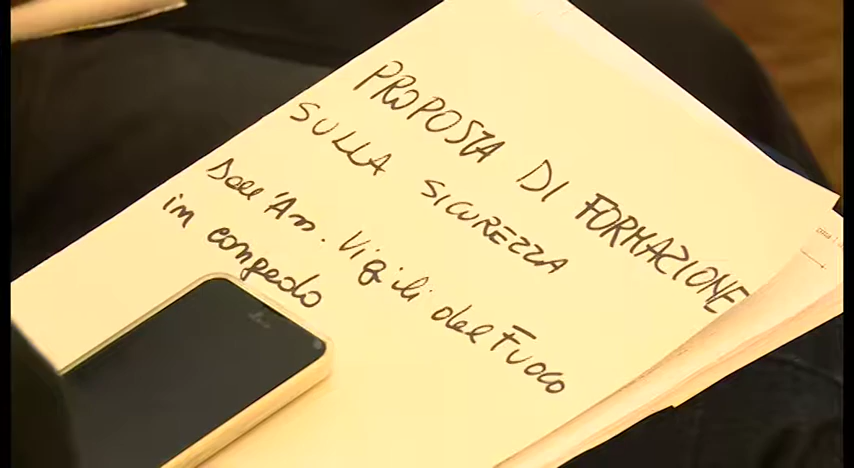 PROPOSTA DI FORMAZIONE
SULLA SICUREZZA
Dell'Ass. Vigili del Fuoco
in congedo